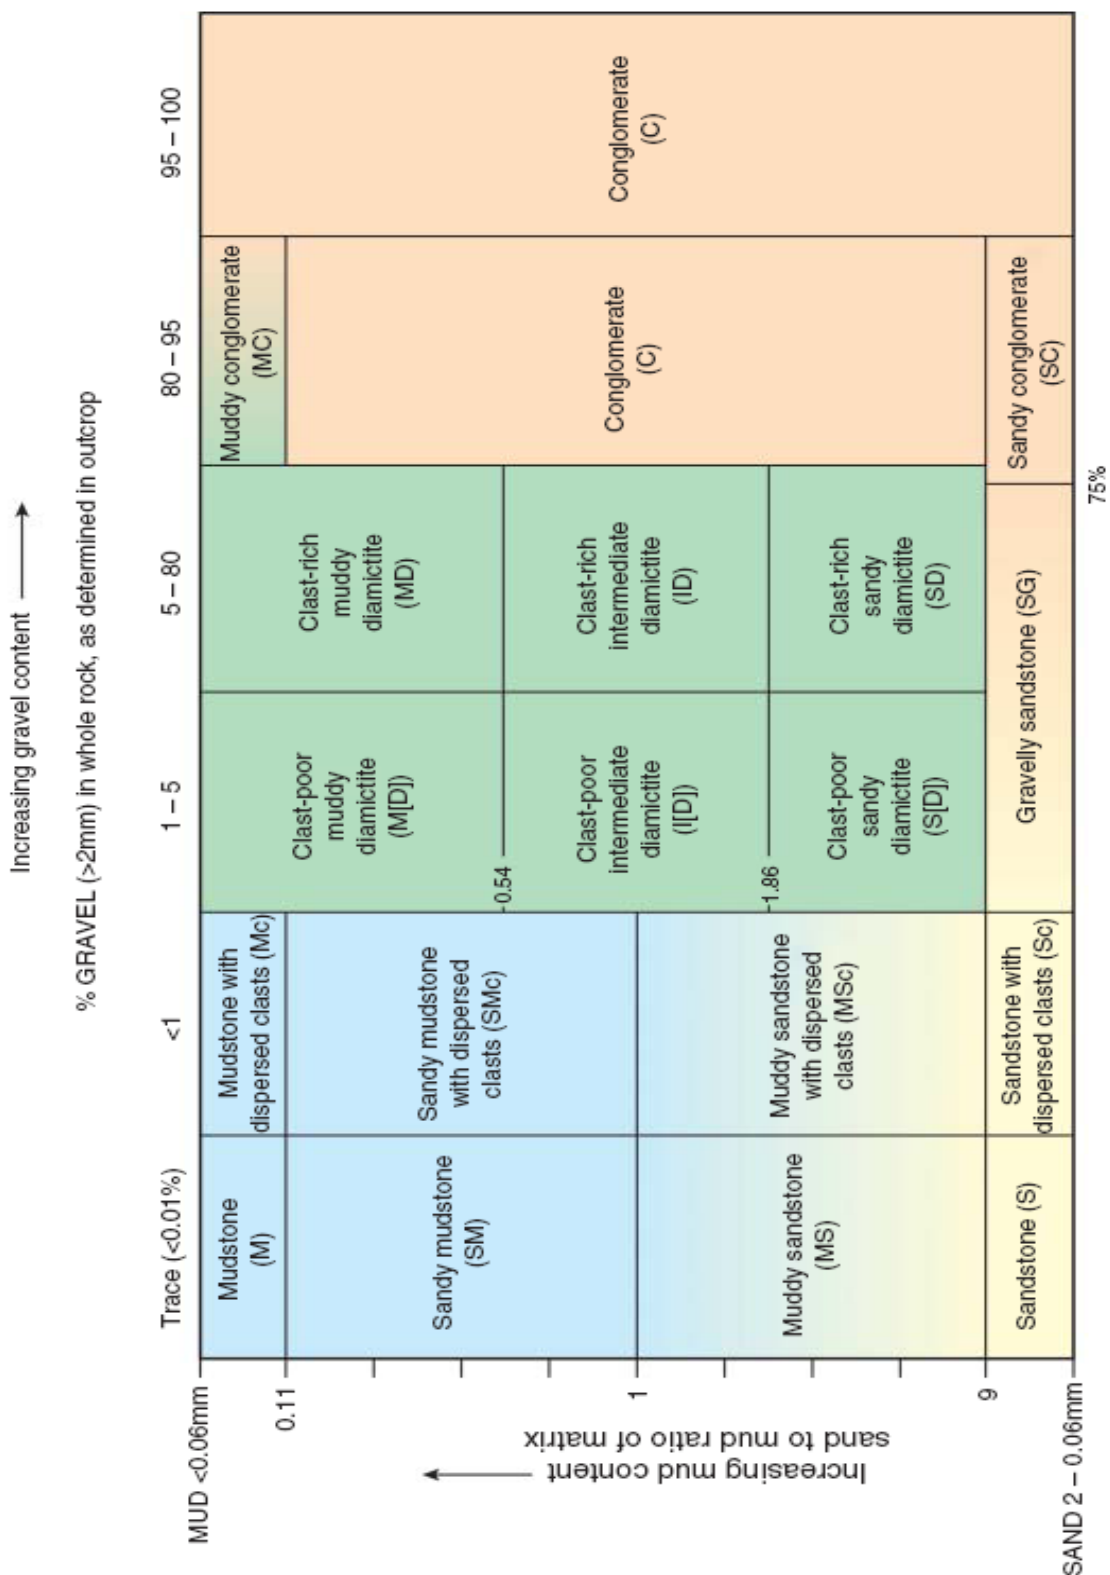 Increasing gravel content
% GRAVEL (>2mm) in whole rock, as determined in outcrop
Trace (<0.01%)
<1
1 – 5
5 – 80
80 – 95
95 – 100
MUD <0.06mm
0.11
1
9
SAND 2 – 0.06mm
Increasing mud content
sand to mud ratio of matrix
Mudstone
(M)
Mudstone with
dispersed clasts (Mc)
Clast-poor
muddy
diamictite
(M[D])
Clast-rich
muddy
diamictite
(MD)
Muddy conglomerate
(MC)
Conglomerate
(C)
Sandy mudstone
(SM)
Sandy mudstone
with dispersed
clasts (SMc)
0.54
Clast-poor
intermediate
diamictite
(I[D])
Clast-rich
intermediate
diamictite
(ID)
Conglomerate
(C)
Muddy sandstone
(MS)
Muddy sandstone
with dispersed
clasts (MSc)
1.86
Clast-poor
sandy
diamictite
(S[D])
Clast-rich
sandy
diamictite
(SD)
Sandstone (S)
Sandstone with
dispersed clasts (Sc)
Gravelly sandstone (SG)
Sandy conglomerate
(SC)
75%